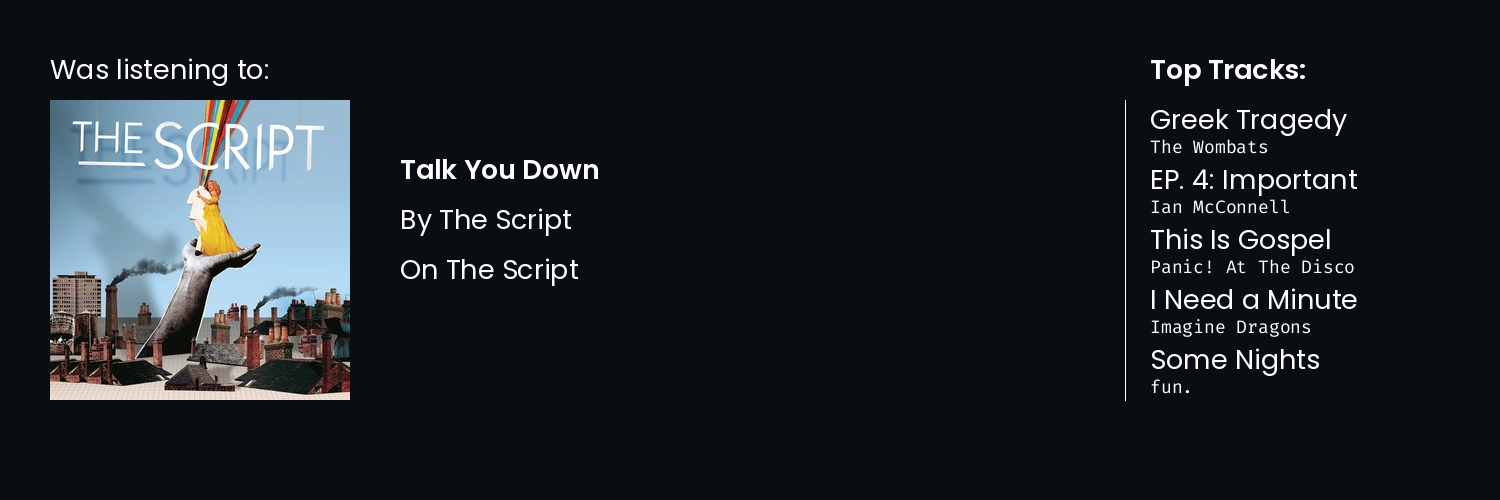 Was listening to:
THE SCRIPT
Talk You Down
By The Script
On The Script
Top Tracks:
Greek Tragedy
The Wombats
EP. 4: Important
Ian McConnell
This Is Gospel
Panic! At The Disco
I Need a Minute
Imagine Dragons
Some Nights
fun.